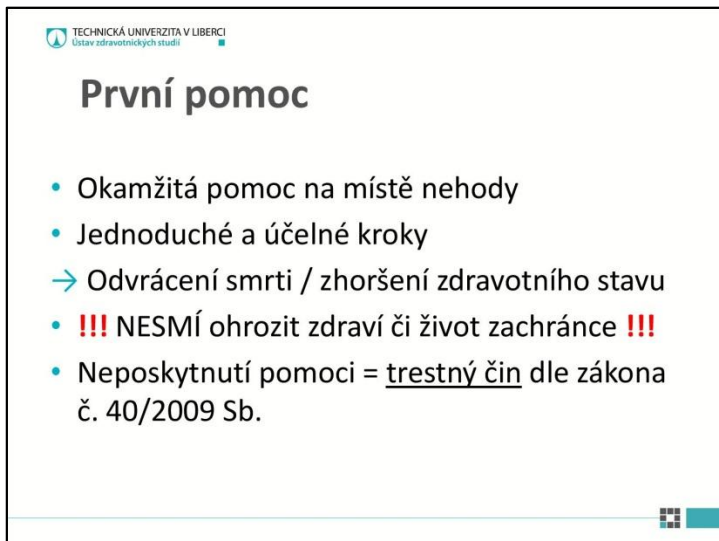 TECHNICKÁ UNIVERZITA V LIBERCI
Ústav zdravotnických studií
První pomoc
• Okamžitá pomoc na místě nehody
• Jednoduché a účelné kroky
→ Odvrácení smrti / zhoršení zdravotního stavu
• !!! NESMÍ ohrozit zdraví či život zachránce !!!
• Neposkytnutí pomoci = trestný čin dle zákona
č. 40/2009 Sb.